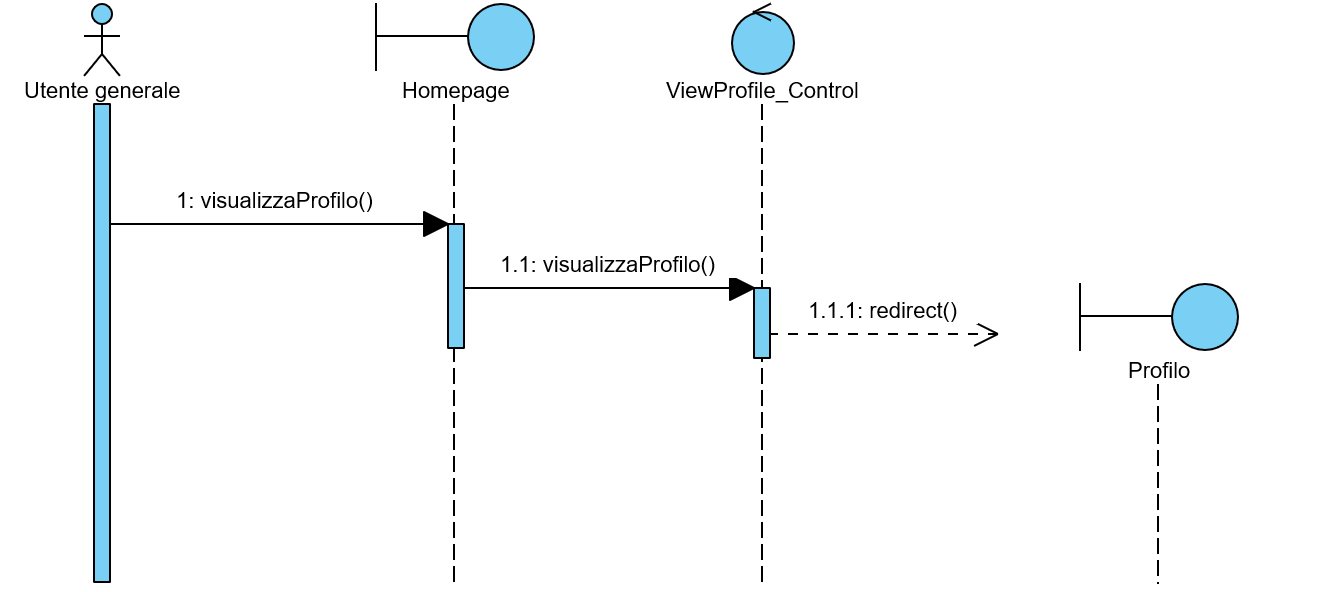 Utente generale
Homepage
ViewProfile_Control
1: visualizzaProfilo()
1.1: visualizzaProfilo()
1.1.1: redirect()
Profilo